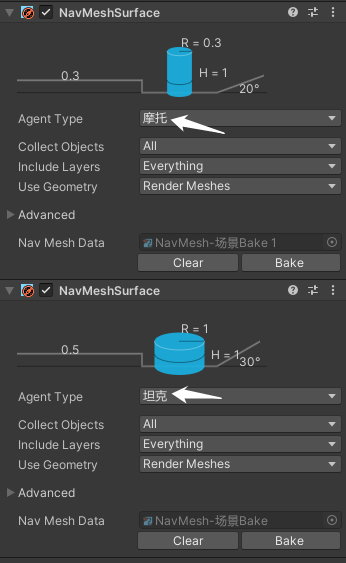 NavMeshSurface
R = 0.3
0.3
H = 1
20°
Agent Type 摩托
Collect Objects All
Include Layers Everything
Use Geometry Render Meshes
Advanced
Nav Mesh Data NavMesh-场景Bake 1
Clear Bake
NavMeshSurface
R = 1
0.5
H = 1
30°
Agent Type 坦克
Collect Objects All
Include Layers Everything
Use Geometry Render Meshes
Advanced
Nav Mesh Data NavMesh-场景Bake
Clear Bake